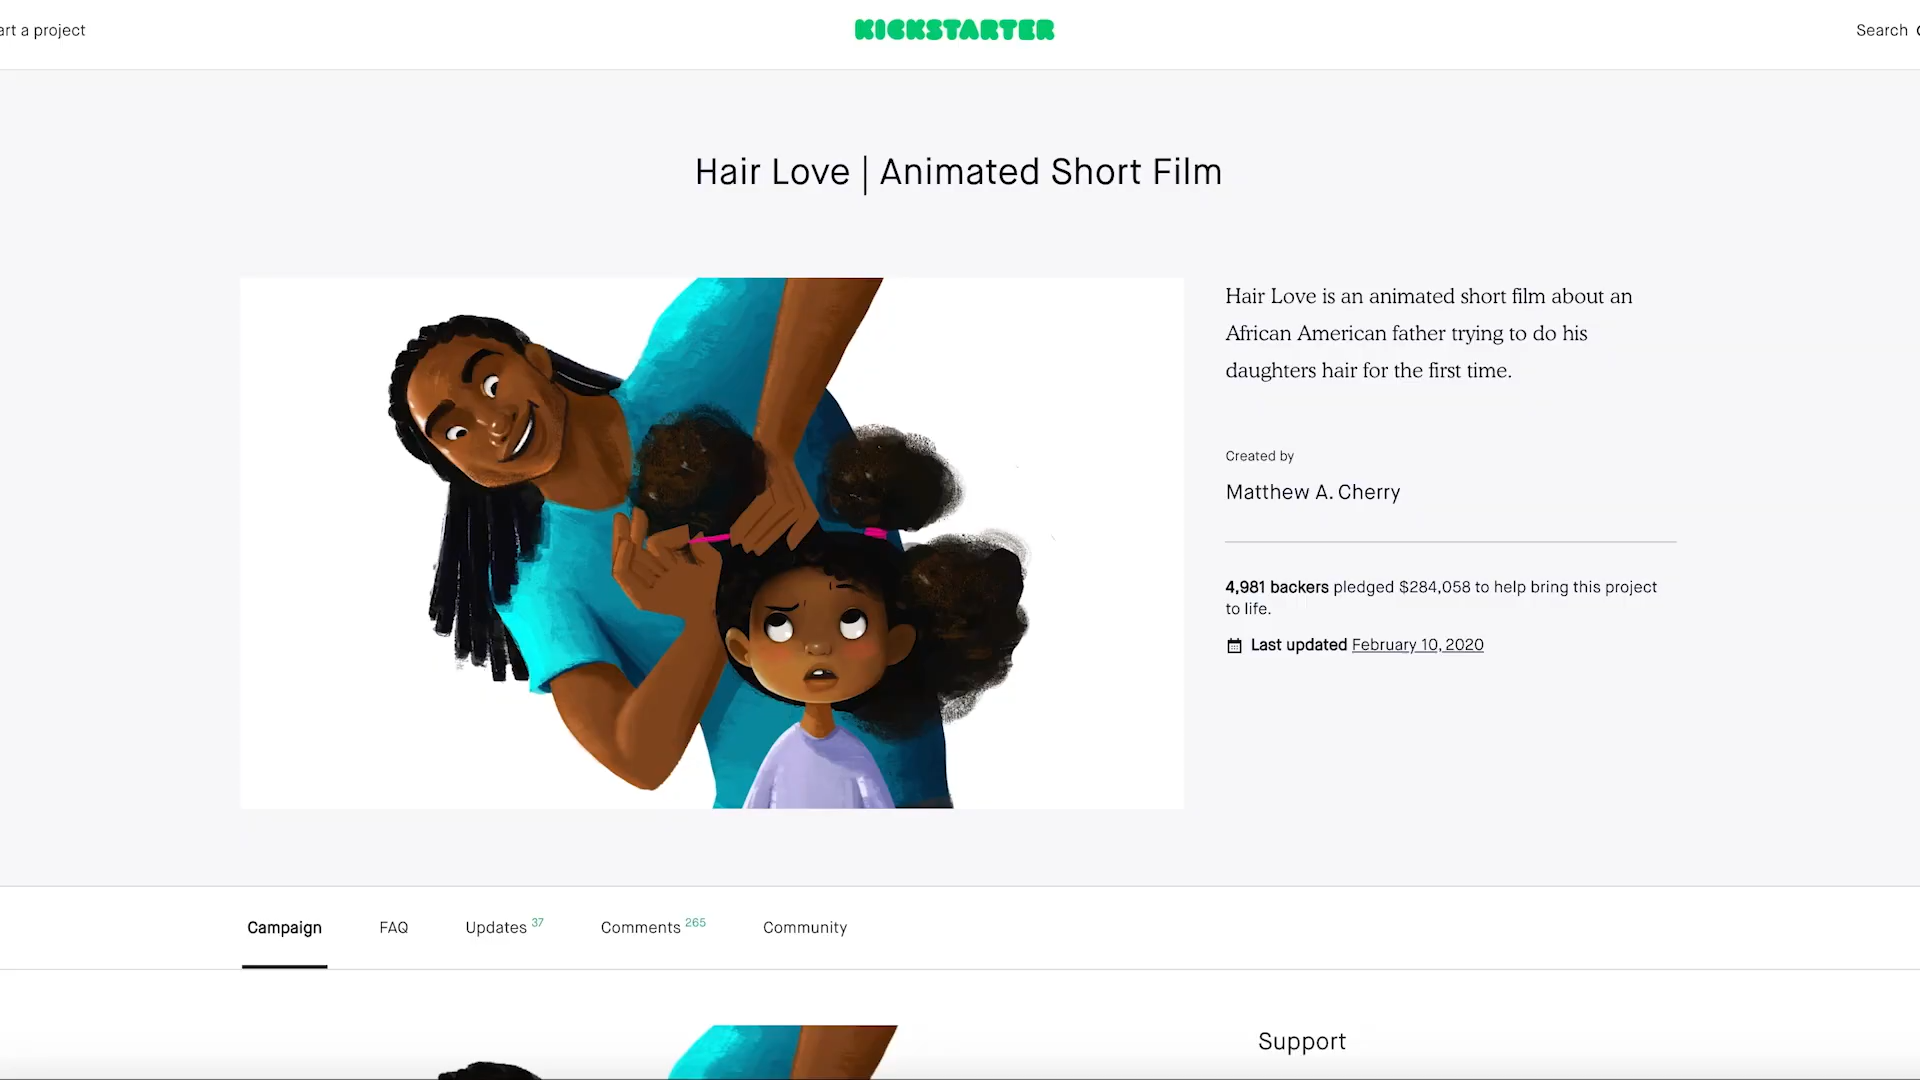 art a project
KICKSTARTER
Search
Hair Love | Animated Short Film
Hair Love is an animated short film about an
African American father trying to do his
daughters hair for the first time.
Created by
Matthew A. Cherry
4,981 backers pledged $284,058 to help bring this project
to life.
Last updated February 10, 2020
Campaign
FAQ
Updates 37
Comments 265
Community
Support